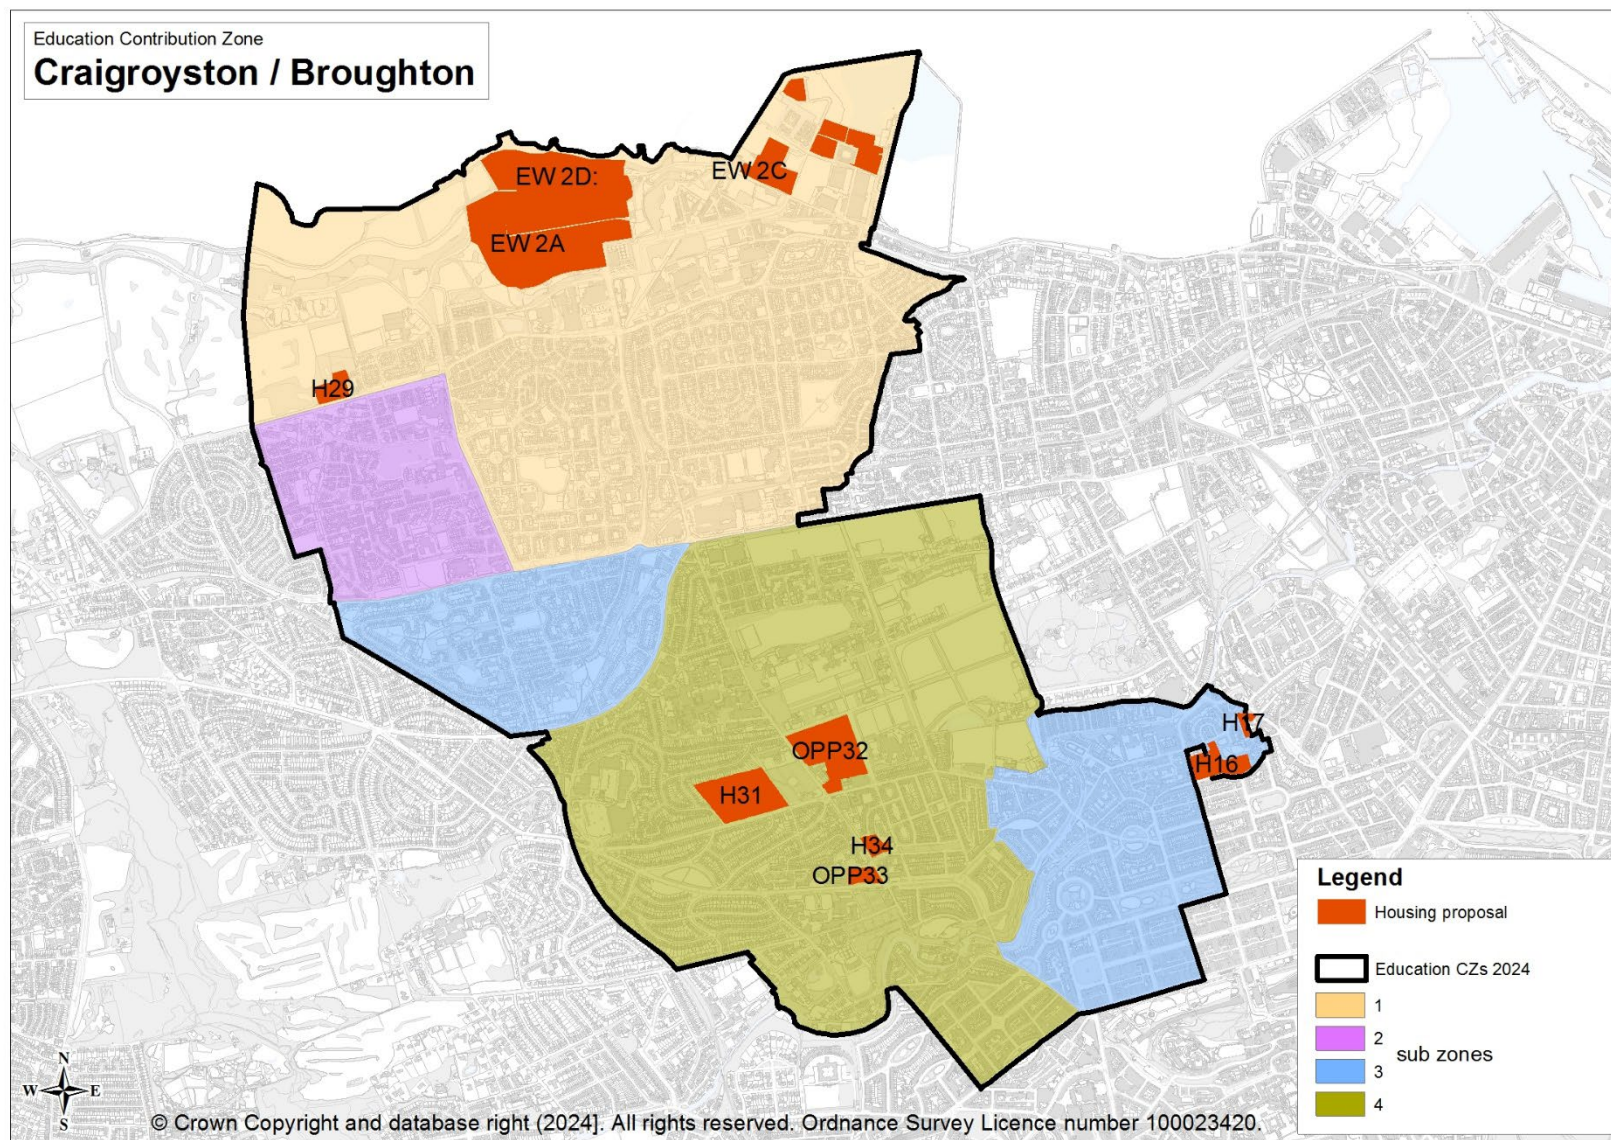 Education Contribution Zone
Craigroyston / Broughton
EW 2D:
EW 2C
EW 2A
H29
H17
OPP32
H16
H31
H34
OPP33
Legend
Housing proposal
Education CZs 2024
1
2
sub zones
3
4
N
W E
S
© Crown Copyright and database right (2024]. All rights reserved. Ordnance Survey Licence number 100023420.